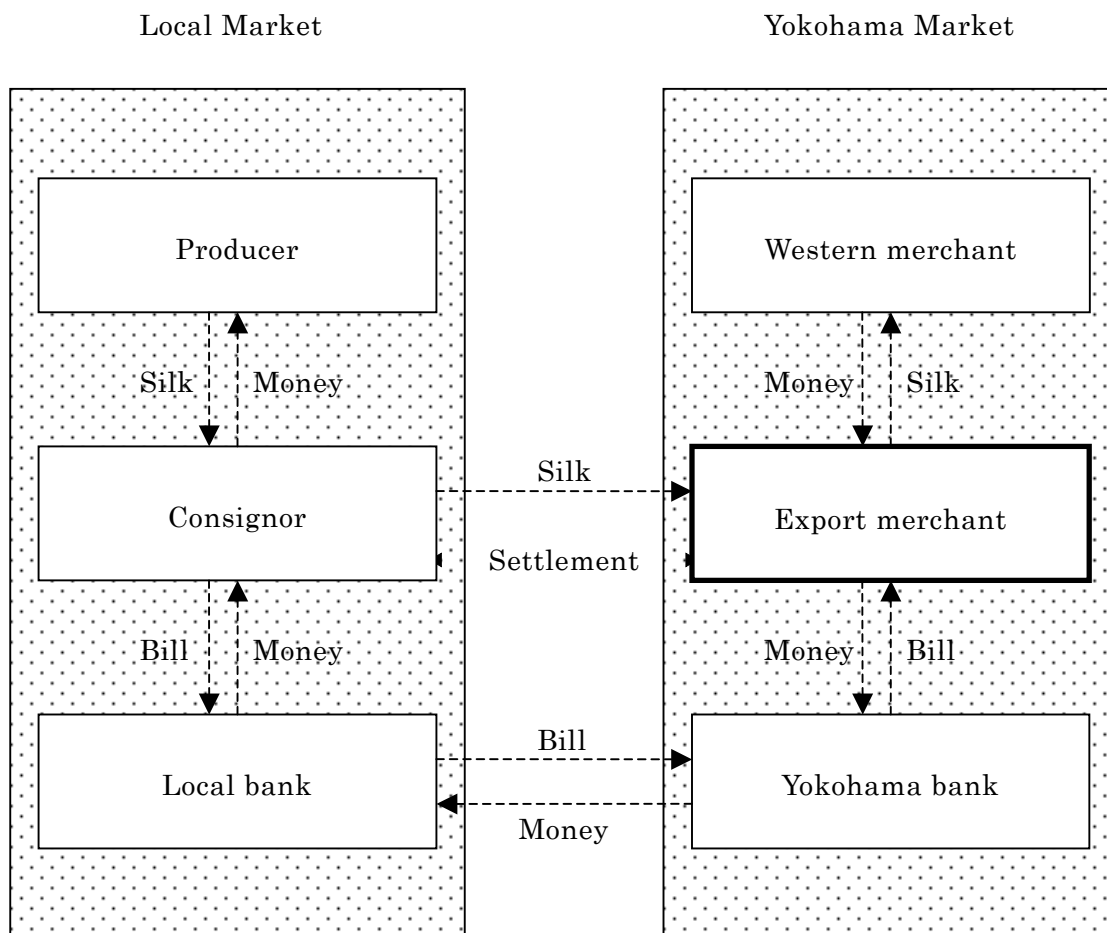 Local Market
Yokohama Market
Producer
Western merchant
Silk
Money
Money
Silk
Silk
Consignor
Export merchant
Settlement
Bill
Money
Money
Bill
Bill
Local bank
Yokohama bank
Money